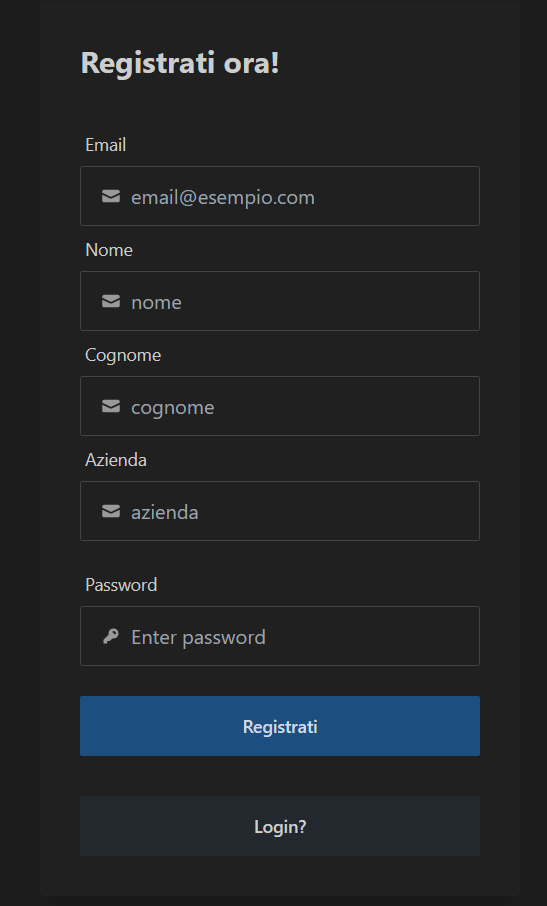 Registrati ora!
Email
email@esempio.com
Nome
nome
Cognome
cognome
Azienda
azienda
Password
Enter password
Registrati
Login?